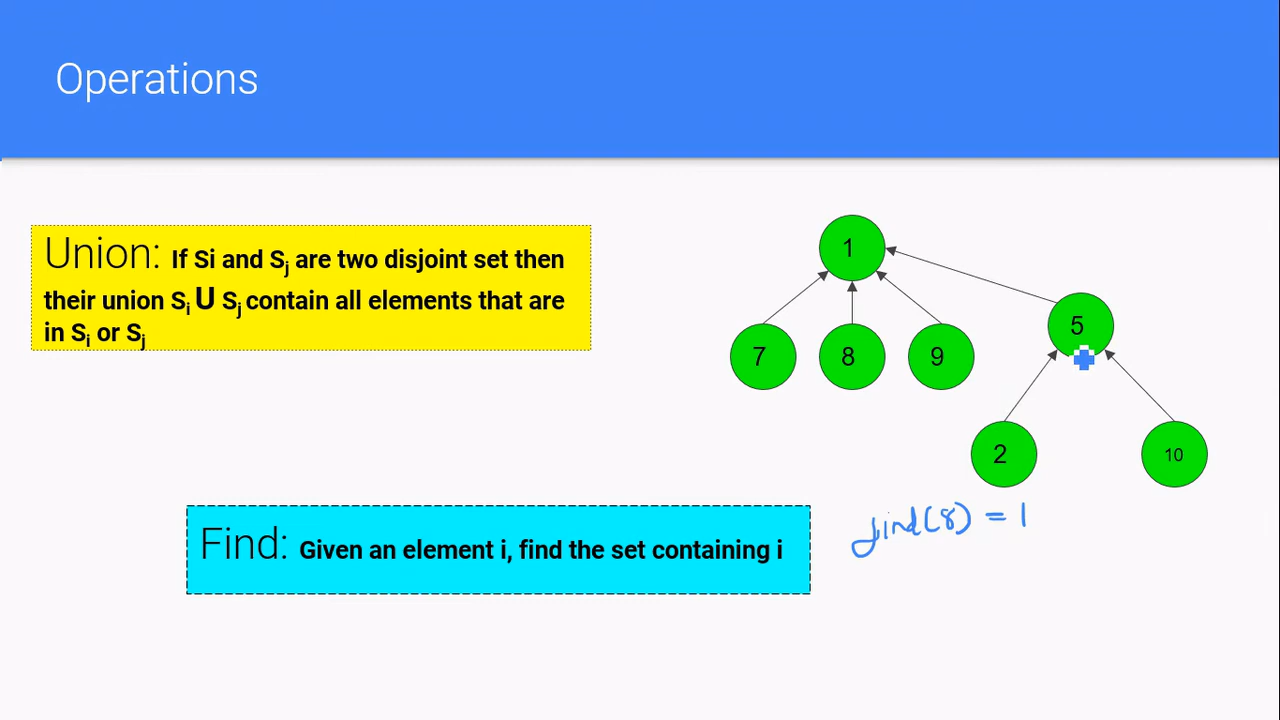 Operations
Union: If Si and Sj are two disjoint set then
their union Si U Sj contain all elements that are
in Si or Sj
1
5
7 8 9
2 10
find(8) = 1
Find: Given an element i, find the set containing i